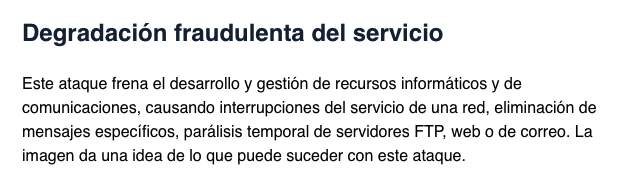 Degradación fraudulenta del servicio
Este ataque frena el desarrollo y gestión de recursos informáticos y de
comunicaciones, causando interrupciones del servicio de una red, eliminación de
mensajes específicos, parálisis temporal de servidores FTP, web o de correo. La
imagen da una idea de lo que puede suceder con este ataque.